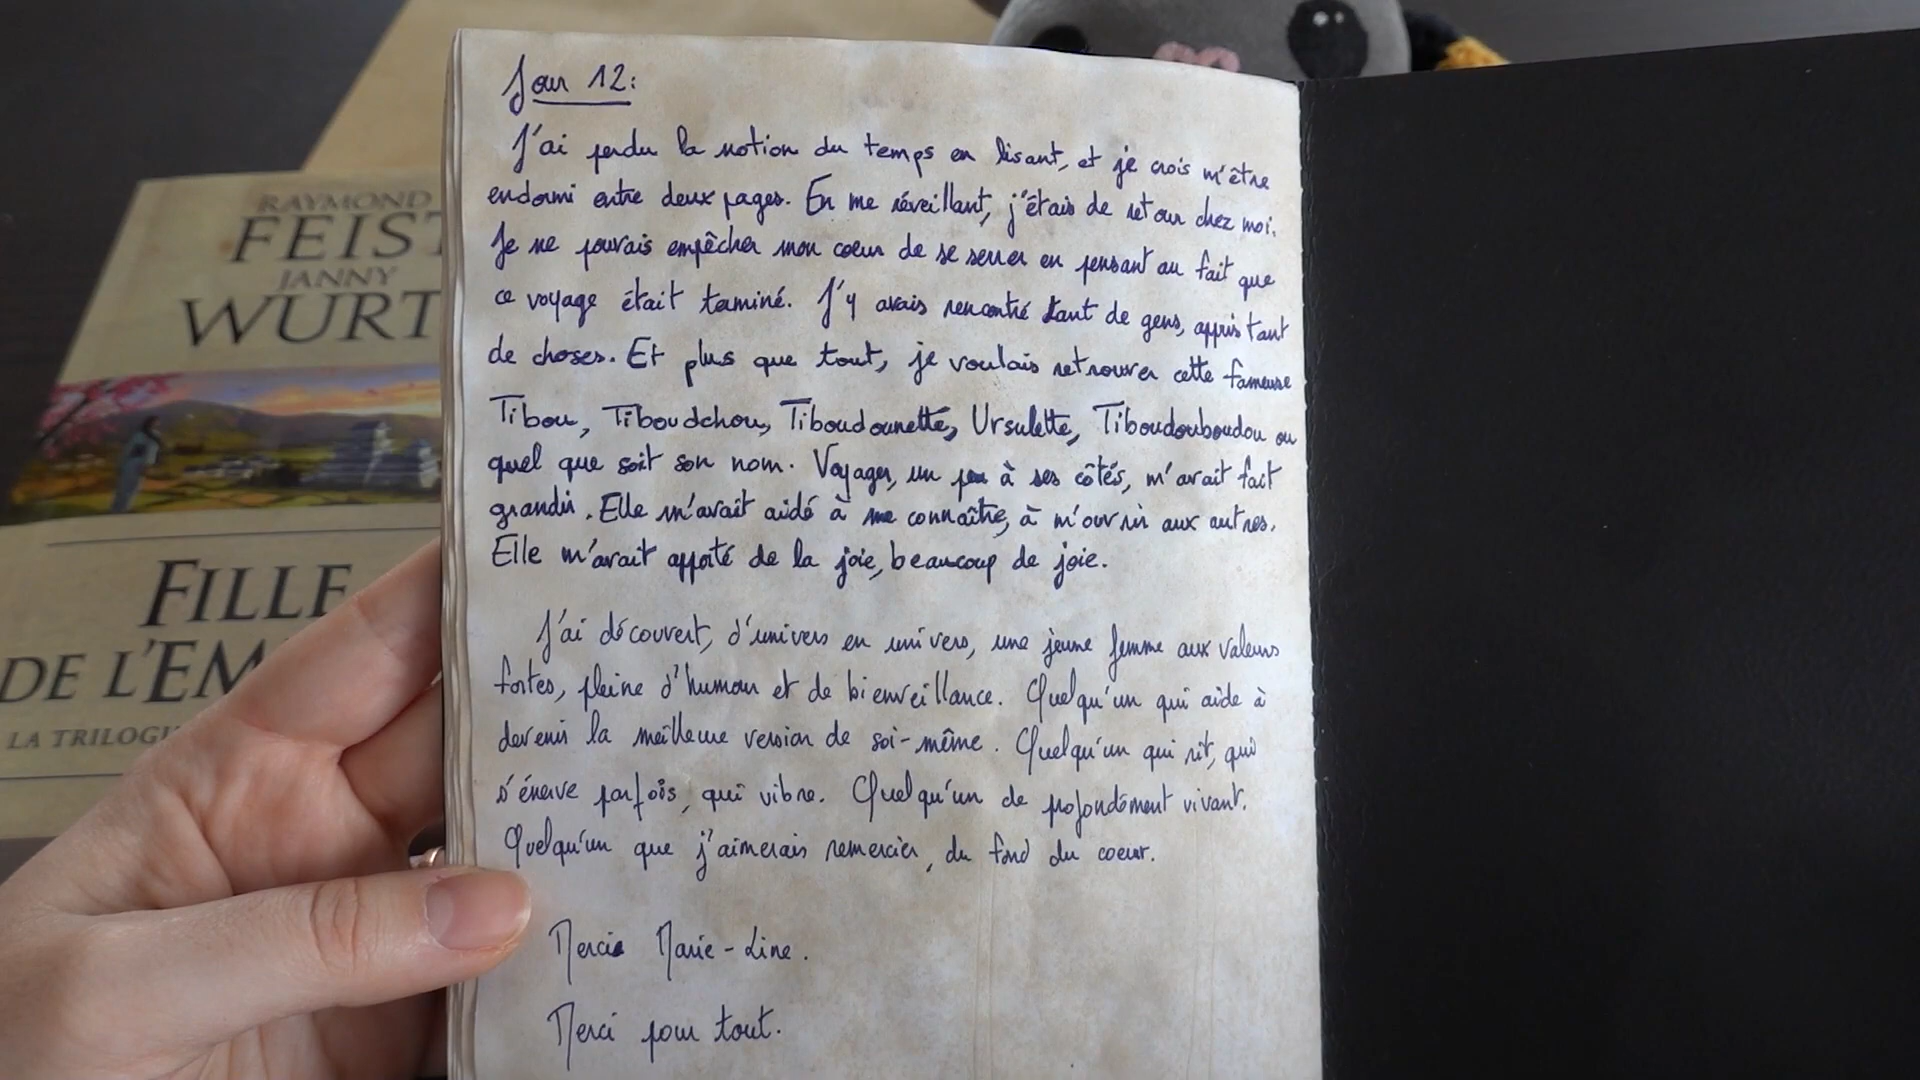 RAYMOND
FEIST
JANNY
WURT
FILLE
DE L'EM
LA TRILOGI
Jour 12:
J'ai perdu la notion du temps en lisant, et je crois m'être
endormi entre deux pages. En me réveillant, j'étais de retour chez moi.
Je ne pouvais empêcher mon coeur de se serrer en pensant au fait que
ce voyage était terminé. J'y avais rencontré tant de gens, appris tant
de choses. Et plus que tout, je voulais retrouver cette fameuse
Tibou, Tiboudchou, Tiboudounette, Ursulette, Tiboudouboudou ou
quel que soit son nom. Voyager, un peu à ses côtés, m'avait fait
grandir. Elle m'avait aidé à me connaître, à m'ouvrir aux autres.
Elle m'avait apporté de la joie, beaucoup de joie.
J'ai découvert, d'univers en univers, une jeune femme aux valeurs
fortes, pleine d'humour et de bienveillance. Quelqu'un qui aide à
devenir la meilleure version de soi-même. Quelqu'un qui rit, qui
s'énerve parfois, qui vibre. Quelqu'un de profondément vivant.
Quelqu'un que j'aimerais remercier, du fond du coeur.
Merci Marie-Line.
Merci pour tout.